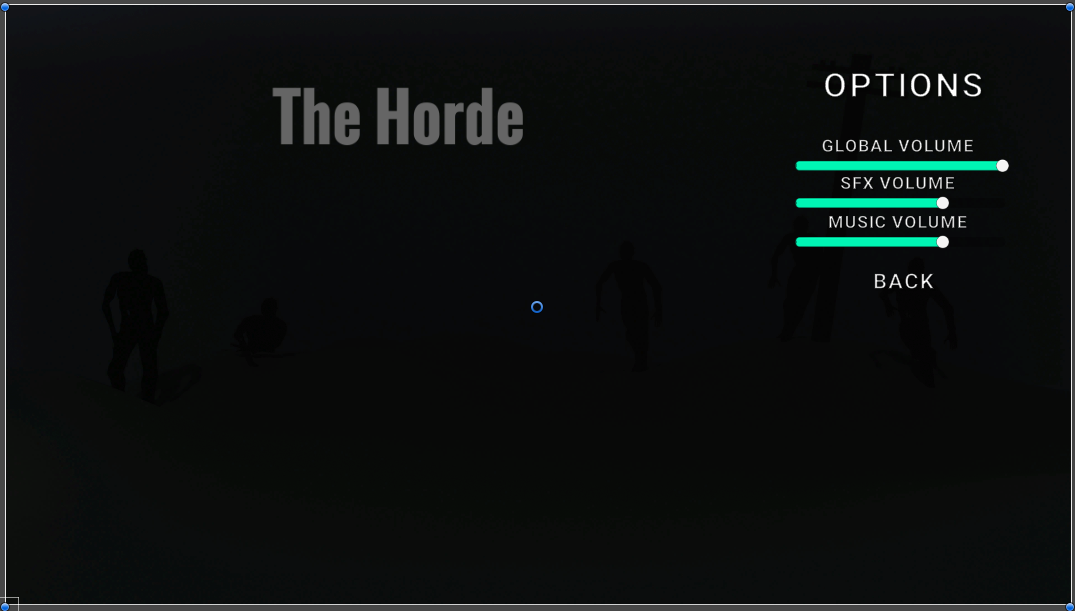 The Horde
OPTIONS
GLOBAL VOLUME
SFX VOLUME
MUSIC VOLUME
BACK